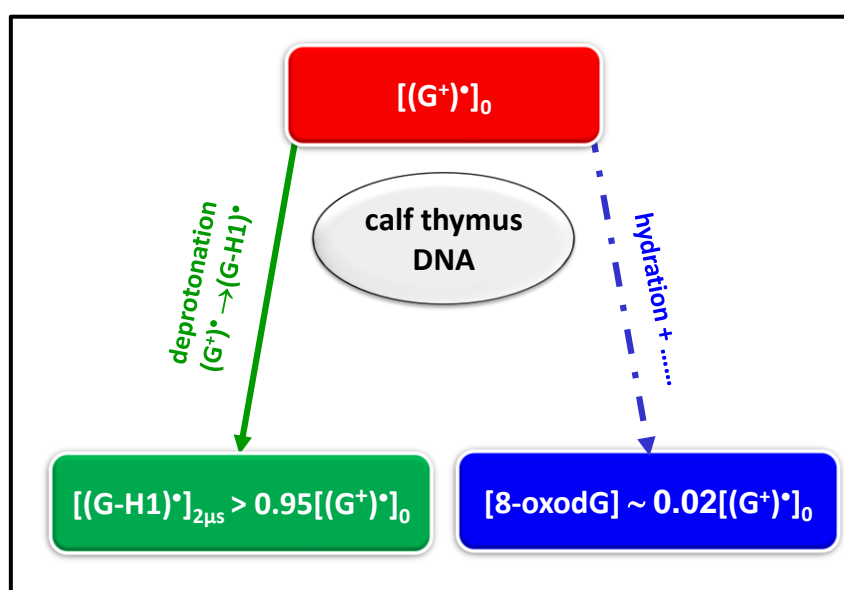 [(G⁺)•]₀
calf thymus
DNA
deprotonation
(G⁺)• →(G-H1)•
hydration + ......
[(G-H1)•]₂μs > 0.95[(G⁺)•]₀
[8-oxodG] ~ 0.02[(G⁺)•]₀